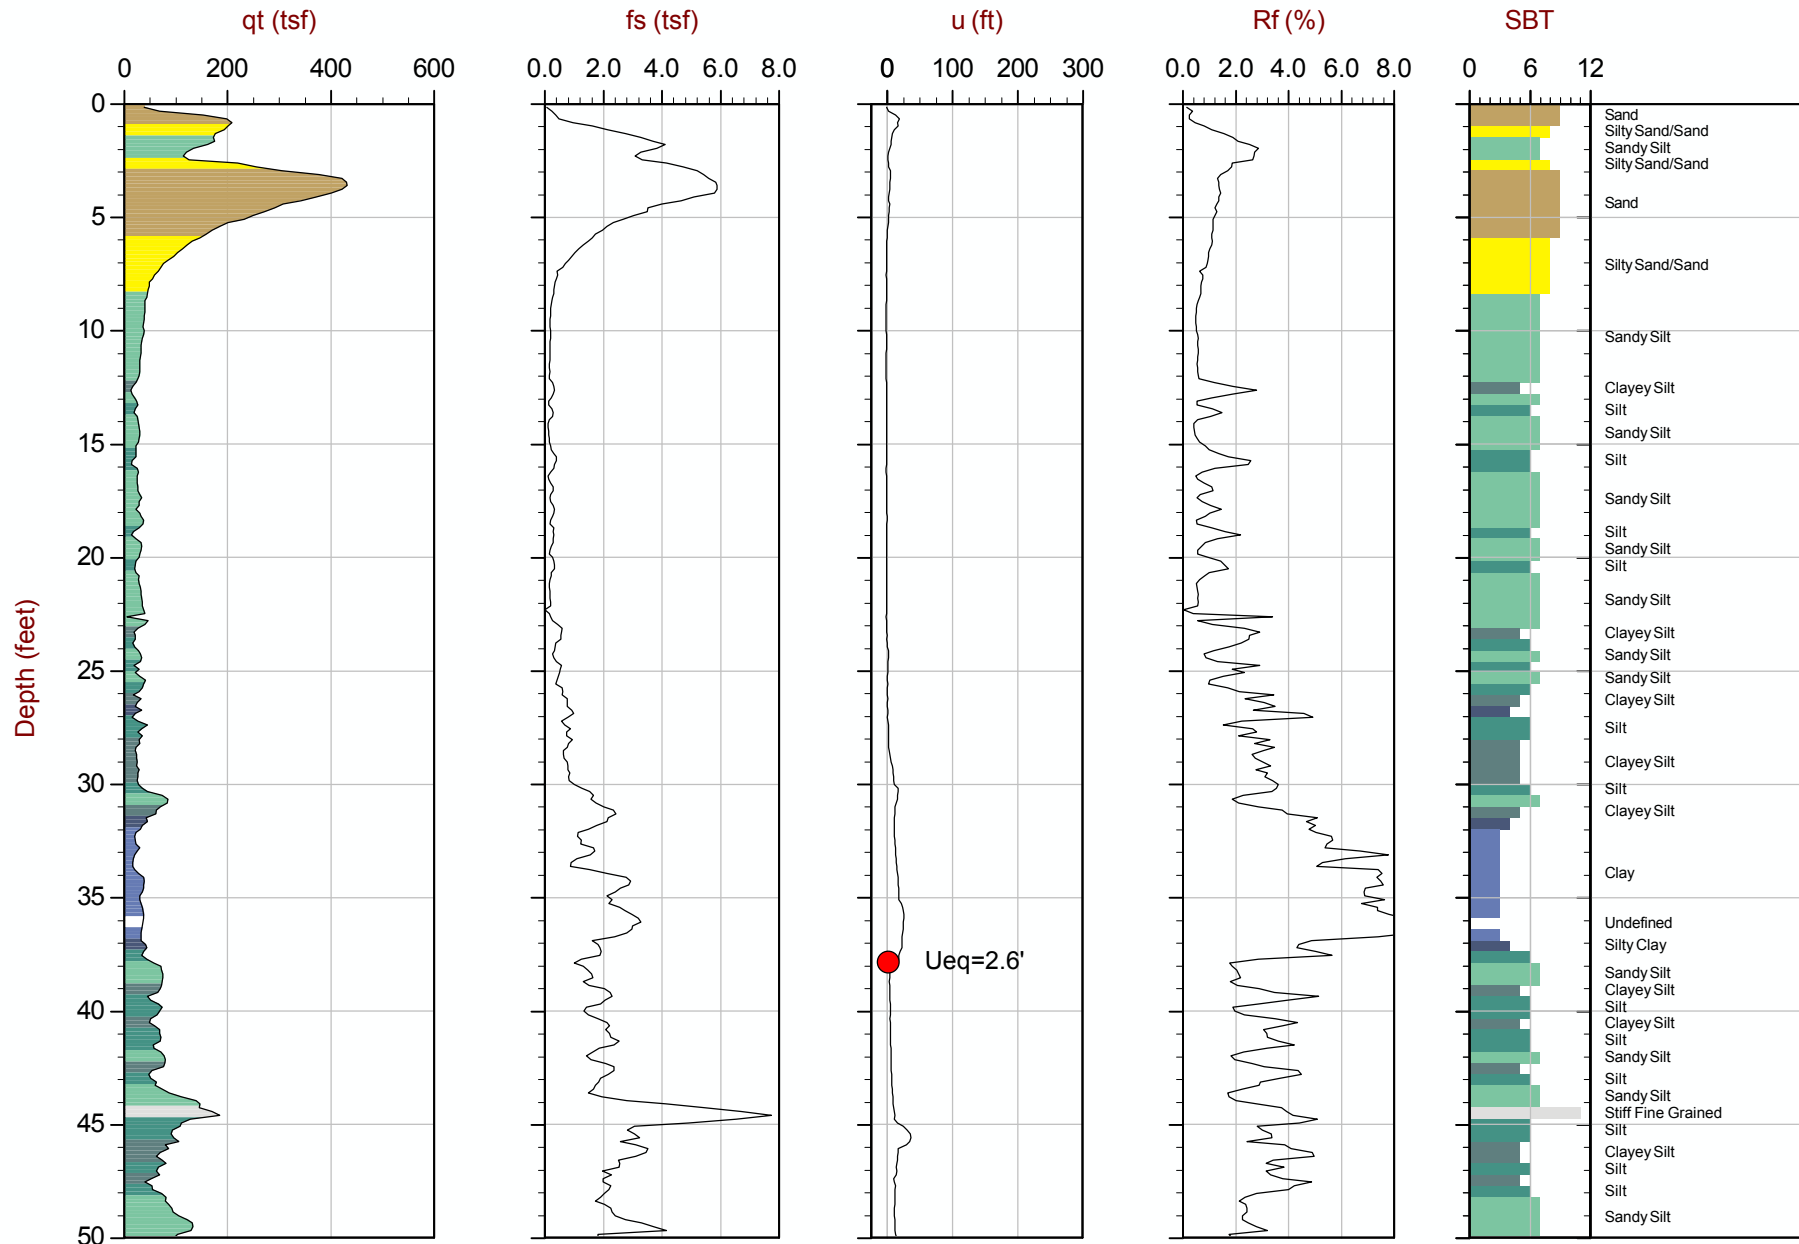 qt (tsf) fs (tsf) u (ft) Rf (%) SBT
0 200 400 600 0.0 2.0 4.0 6.0 8.0 0 100 200 300 0.0 2.0 4.0 6.0 8.0 0 6 12
0
Sand
Silty Sand/Sand
Sandy Silt
Silty Sand/Sand
Sand
5
Silty Sand/Sand
10
Sandy Silt
Clayey Silt
Silt
Sandy Silt
15
Silt
Sandy Silt
Silt
Sandy Silt
20
Silt
Sandy Silt
Clayey Silt
Sandy Silt
25
Sandy Silt
Clayey Silt
Depth (feet)
Silt
Clayey Silt
30
Silt
Clayey Silt
Clay
35
Undefined
Silty Clay
Ueq=2.6'
Sandy Silt
Clayey Silt
Silt
40
Clayey Silt
Silt
Sandy Silt
Silt
Sandy Silt
Stiff Fine Grained
45
Silt
Clayey Silt
Silt
Silt
Sandy Silt
50